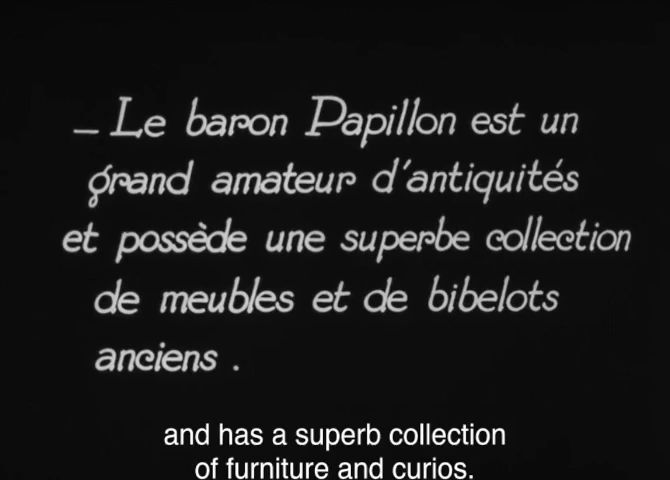 – Le baron Papillon est un
grand amateur d'antiquités
et possède une superbe collection
de meubles et de bibelots
anciens .
and has a superb collection
of furniture and curios.